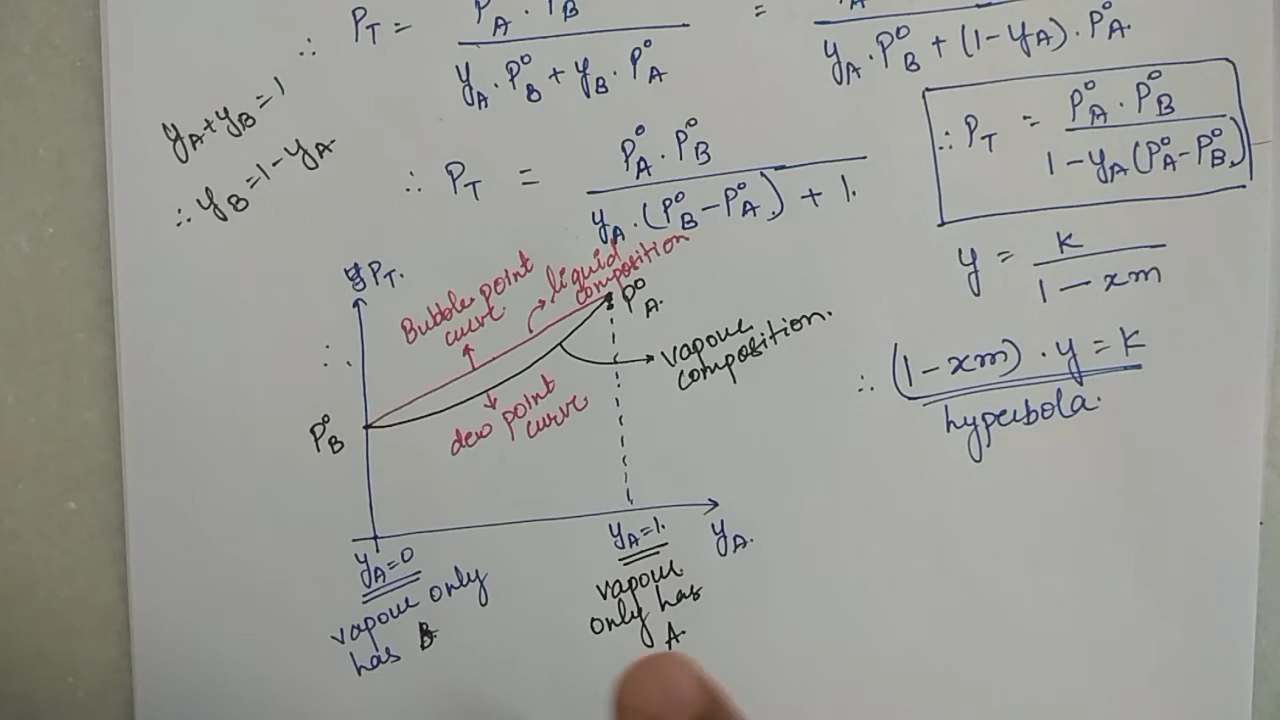 ∴ P_T = P_A · P_B / (y_A · P°_B + y_B · P°_A) = / (y_A · P°_B + (1 - y_A) · P°_A.)
y_A + y_B = 1
∴ y_B = 1 - y_A.
∴ P_T = P°_A · P°_B / (y_A · (P°_B - P°_A) + 1.)
∴ P_T = P°_A · P°_B / (1 - y_A (P°_A - P°_B))
y = k / (1 - xm)
∴ (1 - xm) · y = k
hyperbola.
P_T.
Bubble point
curve.
liquid
composition
P°_A.
vapour
composition.
∴
dew point
curve
P°_B
y_A = 0
vapour only
has B
y_A = 1.
vapour
only has
A
y_A.